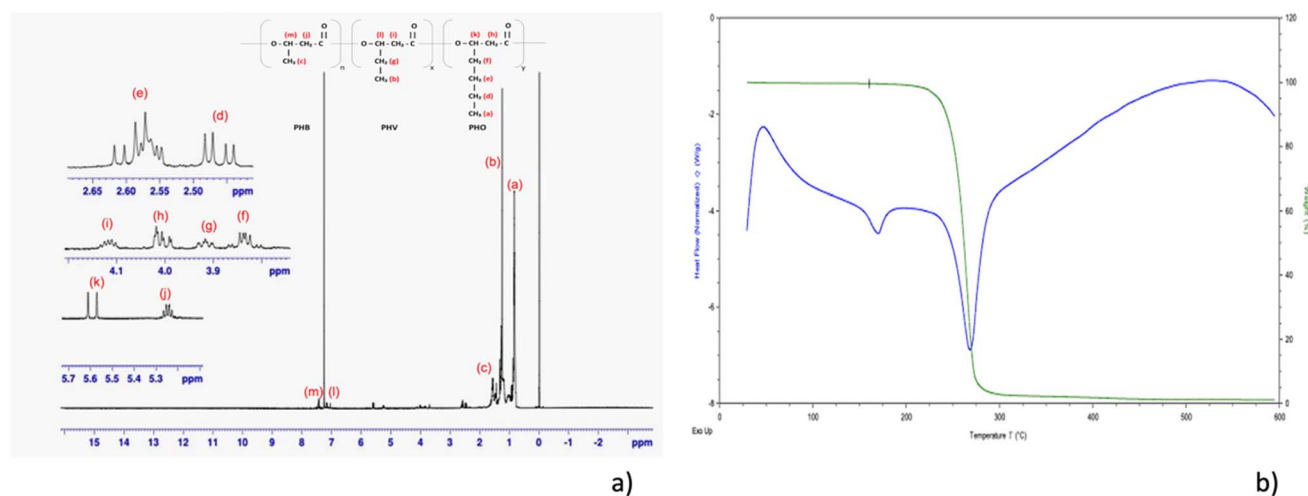 (m) (j) O
O - CH - CH₂ - C
CH₃ (c)
n
(l) (i) O
O - CH - CH₂ - C
CH₂ (g)
CH₃ (b)
x
(k) (h) O
O - CH - CH₂ - C
CH₂ (f)
CH₂ (e)
CH₂ (d)
CH₃ (a)
y
PHB PHV PHO
(e) (d)
2.65 2.60 2.55 2.50 ppm
(i) (h) (g) (f)
4.1 4.0 3.9 ppm
(k) (j)
5.7 5.6 5.5 5.4 5.3 5.2 ppm
(b)
(a)
(c)
(m) (l)
15 14 13 12 11 10 9 8 7 6 5 4 3 2 1 0 -1 -2 ppm
a)
0
-2
-4
-6
-8
Heat Flow (Normalized) Q (W/g)
120
100
80
60
40
20
0
Weight (%)
0 100 200 300 400 500 600
Exo Up
Temperature T (°C)
b)